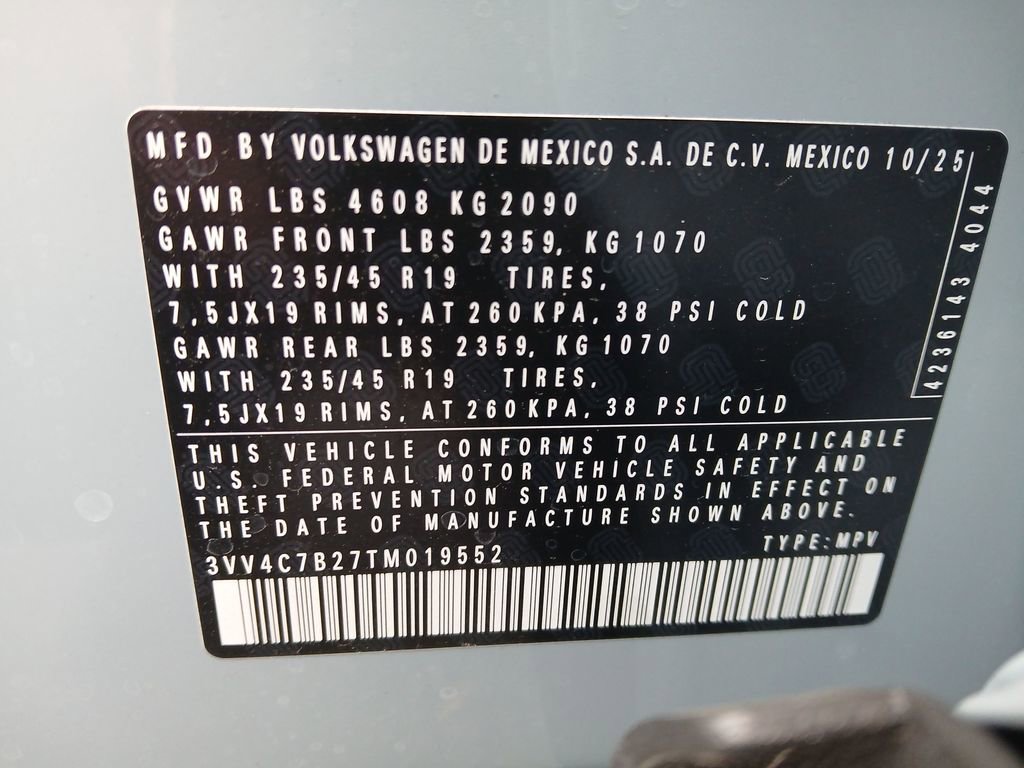 MFD BY VOLKSWAGEN DE MEXICO S.A. DE C.V. MEXICO 10/25
GVWR LBS 4608 KG 2090
GAWR FRONT LBS 2359, KG 1070
WITH 235/45 R19 TIRES,
7,5JX19 RIMS, AT 260 KPA, 38 PSI COLD
GAWR REAR LBS 2359, KG 1070
WITH 235/45 R19 TIRES,
7,5JX19 RIMS, AT 260 KPA, 38 PSI COLD
4236143 4044
THIS VEHICLE CONFORMS TO ALL APPLICABLE
U.S. FEDERAL MOTOR VEHICLE SAFETY AND
THEFT PREVENTION STANDARDS IN EFFECT ON
THE DATE OF MANUFACTURE SHOWN ABOVE.
3VV4C7B27TM019552 TYPE: MPV